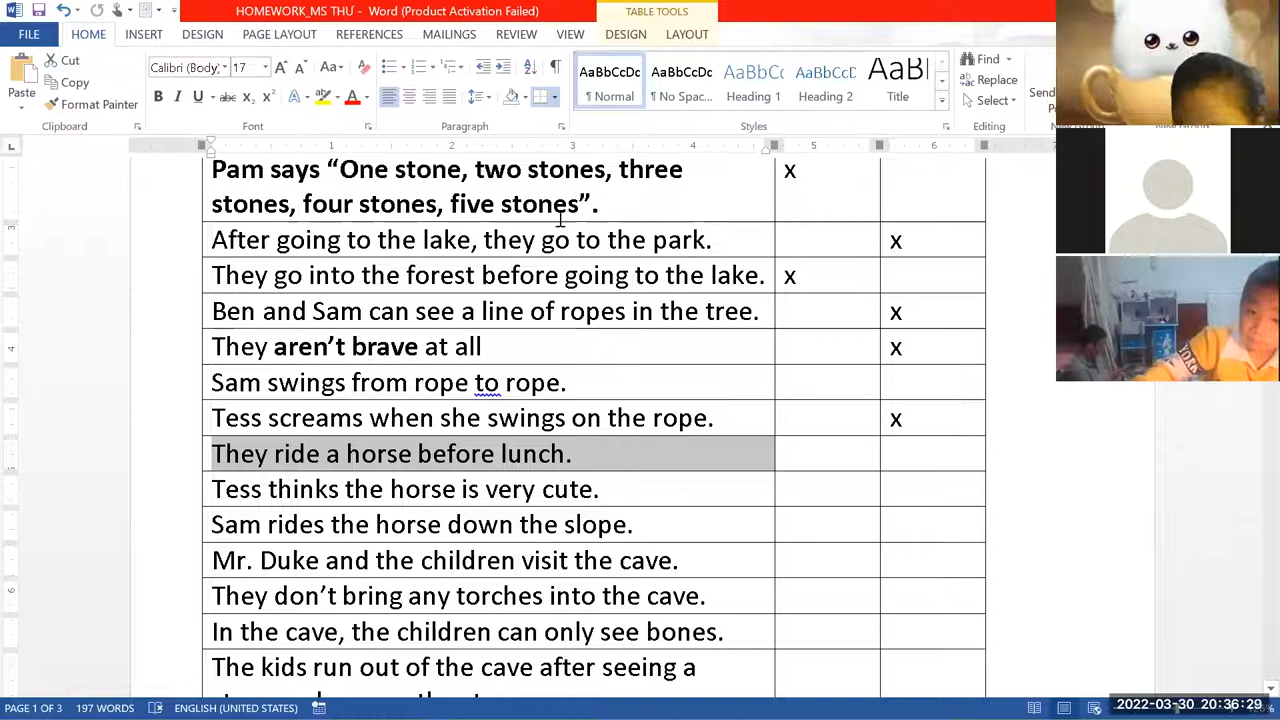 HOMEWORK_MS THU - Word (Product Activation Failed)
TABLE TOOLS
FILE
HOME
INSERT
DESIGN
PAGE LAYOUT
REFERENCES
MAILINGS
REVIEW
VIEW
DESIGN
LAYOUT
Paste
Cut
Copy
Format Painter
Clipboard
Calibri (Body)
17
Font
Paragraph
AaBbCcDc
¶ Normal
AaBbCcDc
¶ No Spac...
AaBbCc
Heading 1
AaBbCcD
Heading 2
AaBl
Title
Styles
Find
Replace
Select
Editing
Send
Pam says “One stone, two stones, three x
stones, four stones, five stones”.
After going to the lake, they go to the park. x
They go into the forest before going to the lake. x
Ben and Sam can see a line of ropes in the tree. x
They aren’t brave at all x
Sam swings from rope to rope.
Tess screams when she swings on the rope. x
They ride a horse before lunch.
Tess thinks the horse is very cute.
Sam rides the horse down the slope.
Mr. Duke and the children visit the cave.
They don’t bring any torches into the cave.
In the cave, the children can only see bones.
The kids run out of the cave after seeing a
PAGE 1 OF 3
197 WORDS
ENGLISH (UNITED STATES)
2022-03-30 20:36:29